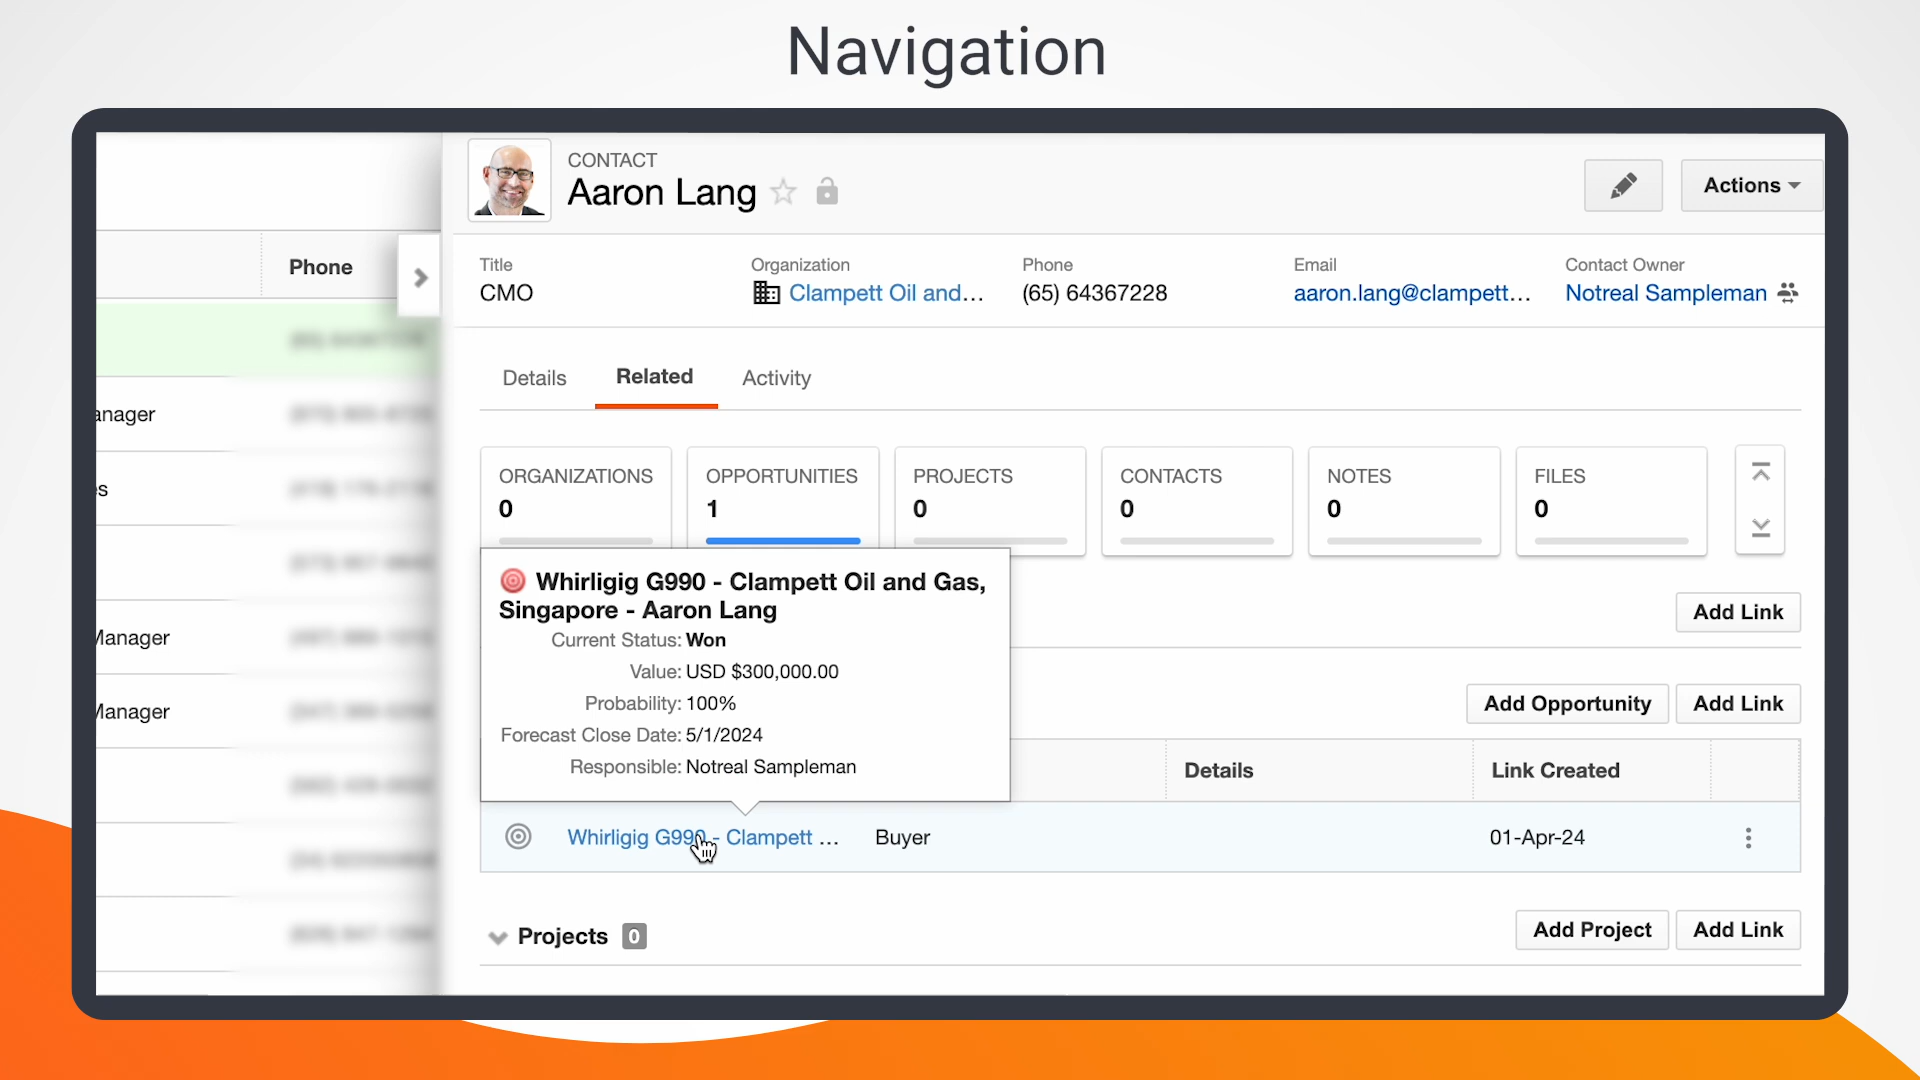 Navigation
CONTACT
Aaron Lang
Actions
Title
Organization
Phone
Email
Contact Owner
CMO
Clampett Oil and...
(65) 64367228
aaron.lang@clampett...
Notreal Sampleman
Phone
Details
Related
Activity
anager
s
Manager
Manager
ORGANIZATIONS
0
OPPORTUNITIES
1
PROJECTS
0
CONTACTS
0
NOTES
0
FILES
0
Whirligig G990 - Clampett Oil and Gas,
Singapore - Aaron Lang
Current Status: Won
Value: USD $300,000.00
Probability: 100%
Forecast Close Date: 5/1/2024
Responsible: Notreal Sampleman
Add Link
Add Opportunity
Add Link
Details
Link Created
Whirligig G990 - Clampett ...
Buyer
01-Apr-24
Projects 0
Add Project
Add Link